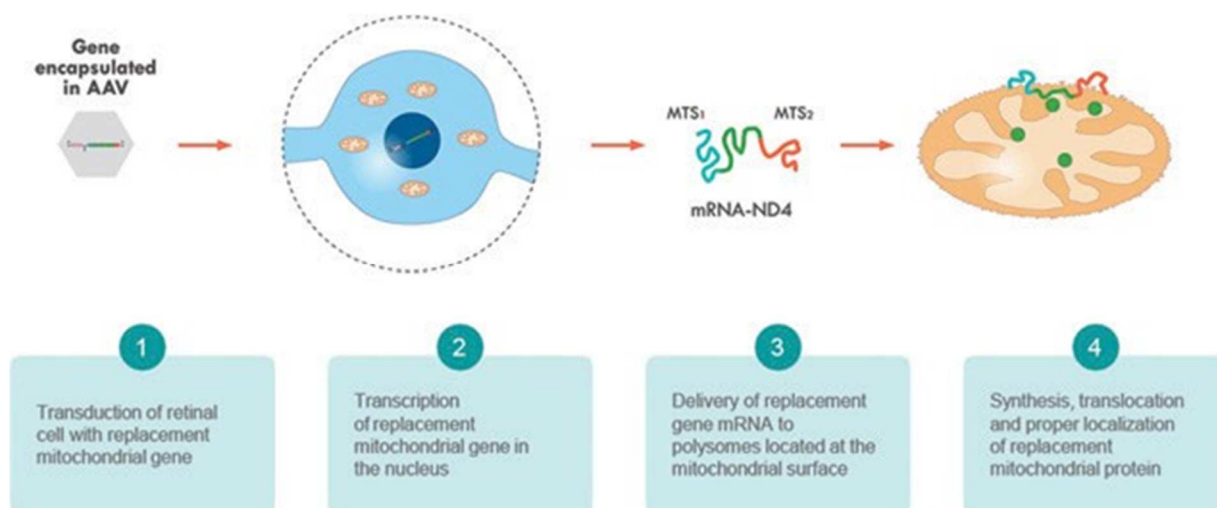 Gene
encapsulated
in AAV
MTS₁
MTS₂
mRNA-ND4
1
Transduction of retinal
cell with replacement
mitochondrial gene
2
Transcription
of replacement
mitochondrial gene in
the nucleus
3
Delivery of replacement
gene mRNA to
polysomes located at the
mitochondrial surface
4
Synthesis, translocation
and proper localization
of replacement
mitochondrial protein